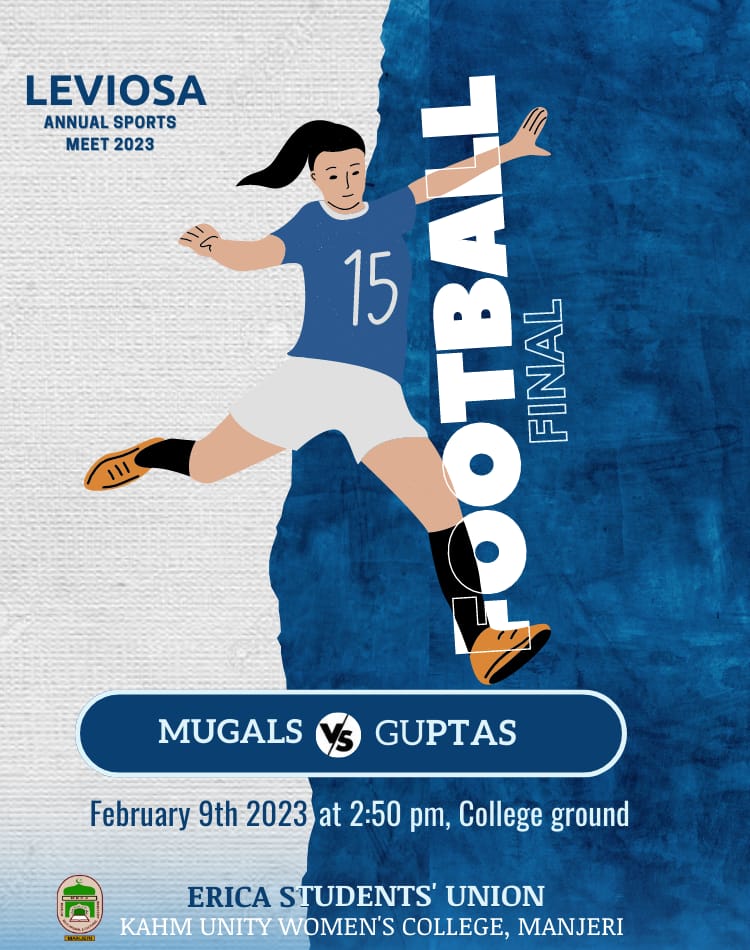 LEVIOSA
ANNUAL SPORTS
MEET 2023
FOOTBALL
FINAL
15
MUGALS VS GUPTAS
February 9th 2023 at 2:50 pm, College ground
ERICA STUDENTS' UNION
KAHM UNITY WOMEN'S COLLEGE, MANJERI
MANJERI